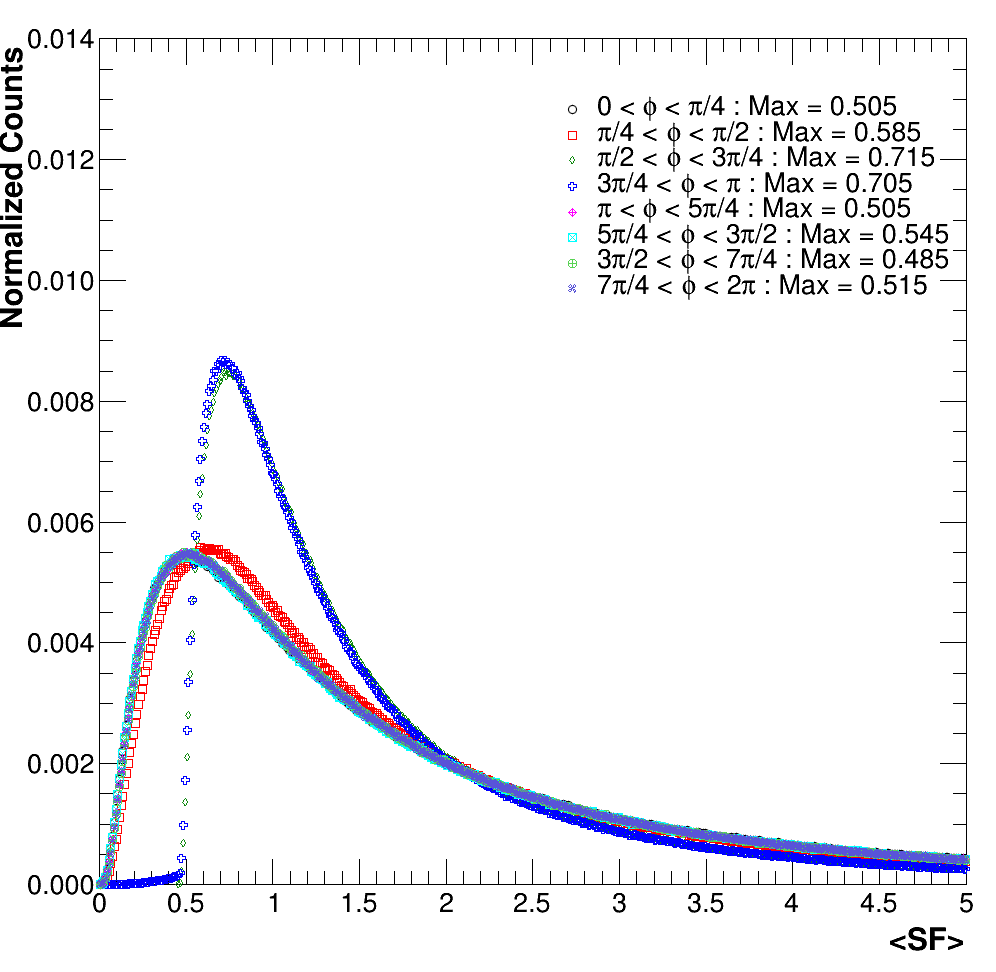 Normalized Counts
0.014
0.012
0.010
0.008
0.006
0.004
0.002
0.000
0 < ϕ < π/4 : Max = 0.505
π/4 < ϕ < π/2 : Max = 0.585
π/2 < ϕ < 3π/4 : Max = 0.715
3π/4 < ϕ < π : Max = 0.705
π < ϕ < 5π/4 : Max = 0.505
5π/4 < ϕ < 3π/2 : Max = 0.545
3π/2 < ϕ < 7π/4 : Max = 0.485
7π/4 < ϕ < 2π : Max = 0.515
0 0.5 1 1.5 2 2.5 3 3.5 4 4.5 5
<SF>